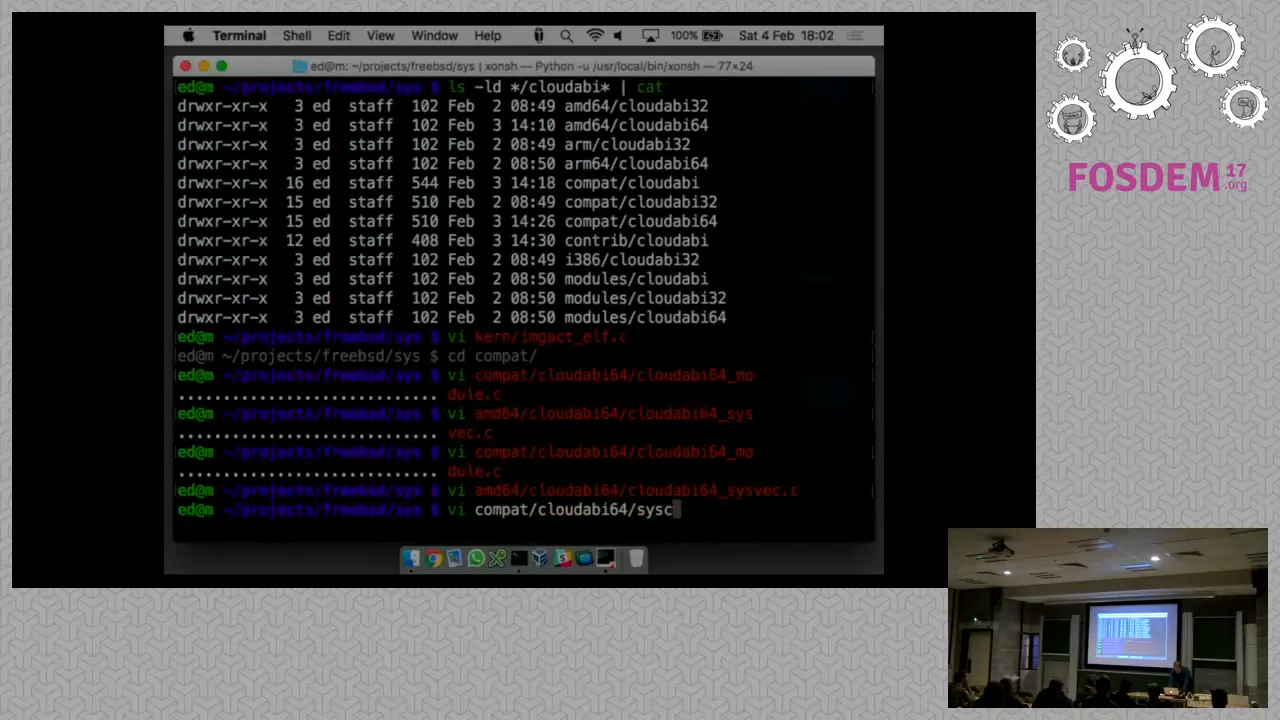 Terminal Shell Edit View Window Help 100% Sat 4 Feb 18:02
ed@m: ~/projects/freebsd/sys | xonsh — Python -u /usr/local/bin/xonsh — 77×24
ed@m ~/projects/freebsd/sys $ ls -ld */cloudabi* | cat
drwxr-xr-x 3 ed staff 102 Feb 2 08:49 amd64/cloudabi32
drwxr-xr-x 3 ed staff 102 Feb 3 14:10 amd64/cloudabi64
drwxr-xr-x 3 ed staff 102 Feb 2 08:49 arm/cloudabi32
drwxr-xr-x 3 ed staff 102 Feb 2 08:50 arm64/cloudabi64
drwxr-xr-x 16 ed staff 544 Feb 3 14:18 compat/cloudabi
drwxr-xr-x 15 ed staff 510 Feb 2 08:49 compat/cloudabi32
drwxr-xr-x 15 ed staff 510 Feb 3 14:26 compat/cloudabi64
drwxr-xr-x 12 ed staff 408 Feb 3 14:30 contrib/cloudabi
drwxr-xr-x 3 ed staff 102 Feb 2 08:49 i386/cloudabi32
drwxr-xr-x 3 ed staff 102 Feb 2 08:50 modules/cloudabi
drwxr-xr-x 3 ed staff 102 Feb 2 08:50 modules/cloudabi32
drwxr-xr-x 3 ed staff 102 Feb 2 08:50 modules/cloudabi64
ed@m ~/projects/freebsd/sys $ vi kern/imgact_elf.c
ed@m ~/projects/freebsd/sys $ cd compat/
ed@m ~/projects/freebsd/sys $ vi compat/cloudabi64/cloudabi64_mo
............................. dule.c
ed@m ~/projects/freebsd/sys $ vi amd64/cloudabi64/cloudabi64_sys
............................. vec.c
ed@m ~/projects/freebsd/sys $ vi compat/cloudabi64/cloudabi64_mo
............................. dule.c
ed@m ~/projects/freebsd/sys $ vi amd64/cloudabi64/cloudabi64_sysvec.c
ed@m ~/projects/freebsd/sys $ vi compat/cloudabi64/sysc
FOSDEM 17
.org